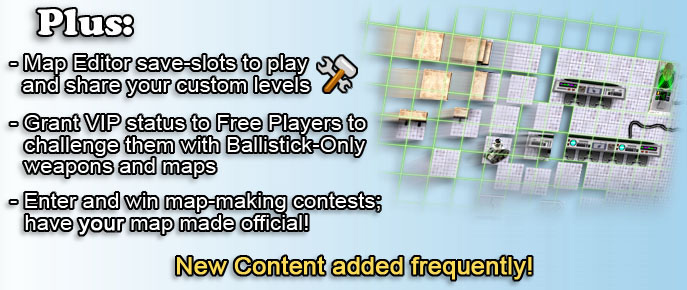 Plus:
- Map Editor save-slots to play
and share your custom levels
- Grant VIP status to Free Players to
challenge them with Ballistick-Only
weapons and maps
- Enter and win map-making contests;
have your map made official!
New Content added frequently!